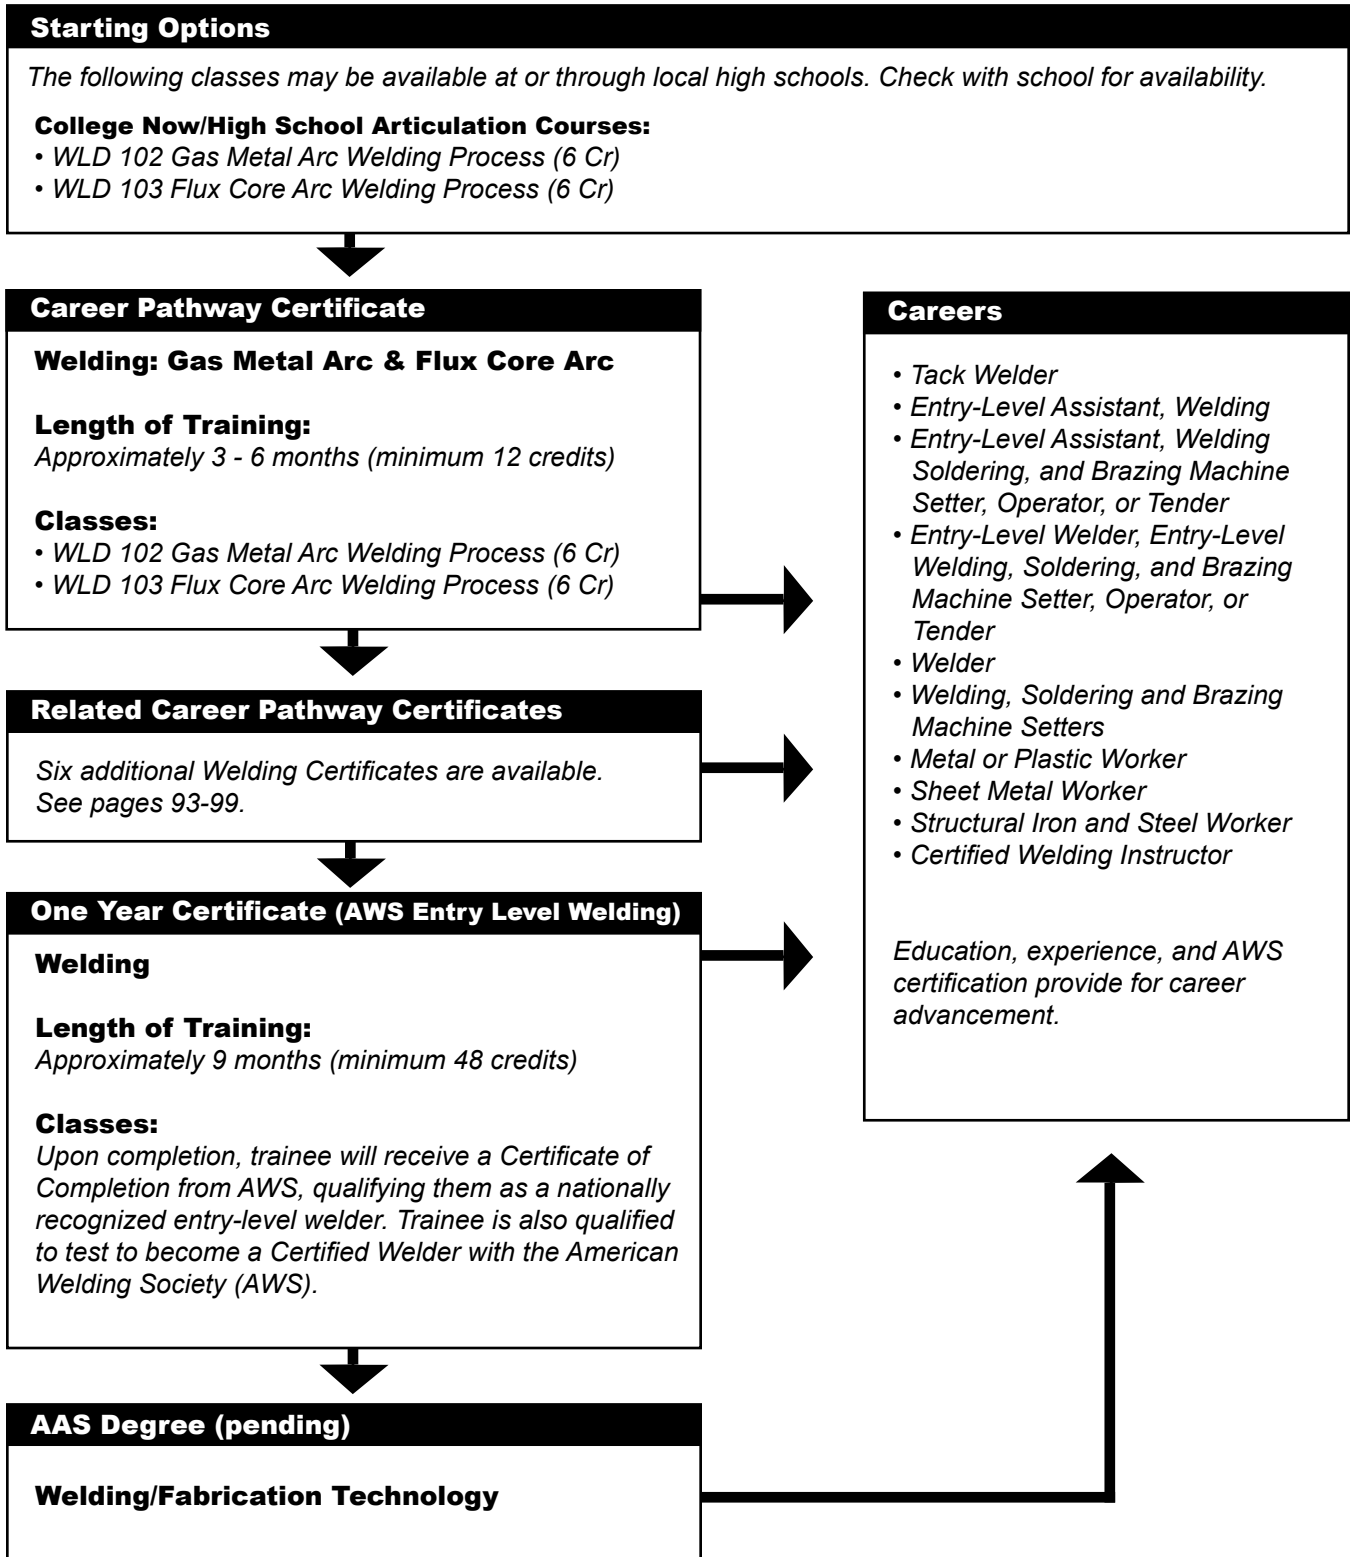 Starting Options
The following classes may be available at or through local high schools. Check with school for availability.
College Now/High School Articulation Courses:
• WLD 102 Gas Metal Arc Welding Process (6 Cr)
• WLD 103 Flux Core Arc Welding Process (6 Cr)
Career Pathway Certificate
Welding: Gas Metal Arc & Flux Core Arc
Length of Training:
Approximately 3 - 6 months (minimum 12 credits)
Classes:
• WLD 102 Gas Metal Arc Welding Process (6 Cr)
• WLD 103 Flux Core Arc Welding Process (6 Cr)
Related Career Pathway Certificates
Six additional Welding Certificates are available.
See pages 93-99.
One Year Certificate (AWS Entry Level Welding)
Welding
Length of Training:
Approximately 9 months (minimum 48 credits)
Classes:
Upon completion, trainee will receive a Certificate of
Completion from AWS, qualifying them as a nationally
recognized entry-level welder. Trainee is also qualified
to test to become a Certified Welder with the American
Welding Society (AWS).
AAS Degree (pending)
Welding/Fabrication Technology
Careers
• Tack Welder
• Entry-Level Assistant, Welding
• Entry-Level Assistant, Welding
Soldering, and Brazing Machine
Setter, Operator, or Tender
• Entry-Level Welder, Entry-Level
Welding, Soldering, and Brazing
Machine Setter, Operator, or
Tender
• Welder
• Welding, Soldering and Brazing
Machine Setters
• Metal or Plastic Worker
• Sheet Metal Worker
• Structural Iron and Steel Worker
• Certified Welding Instructor
Education, experience, and AWS
certification provide for career
advancement.